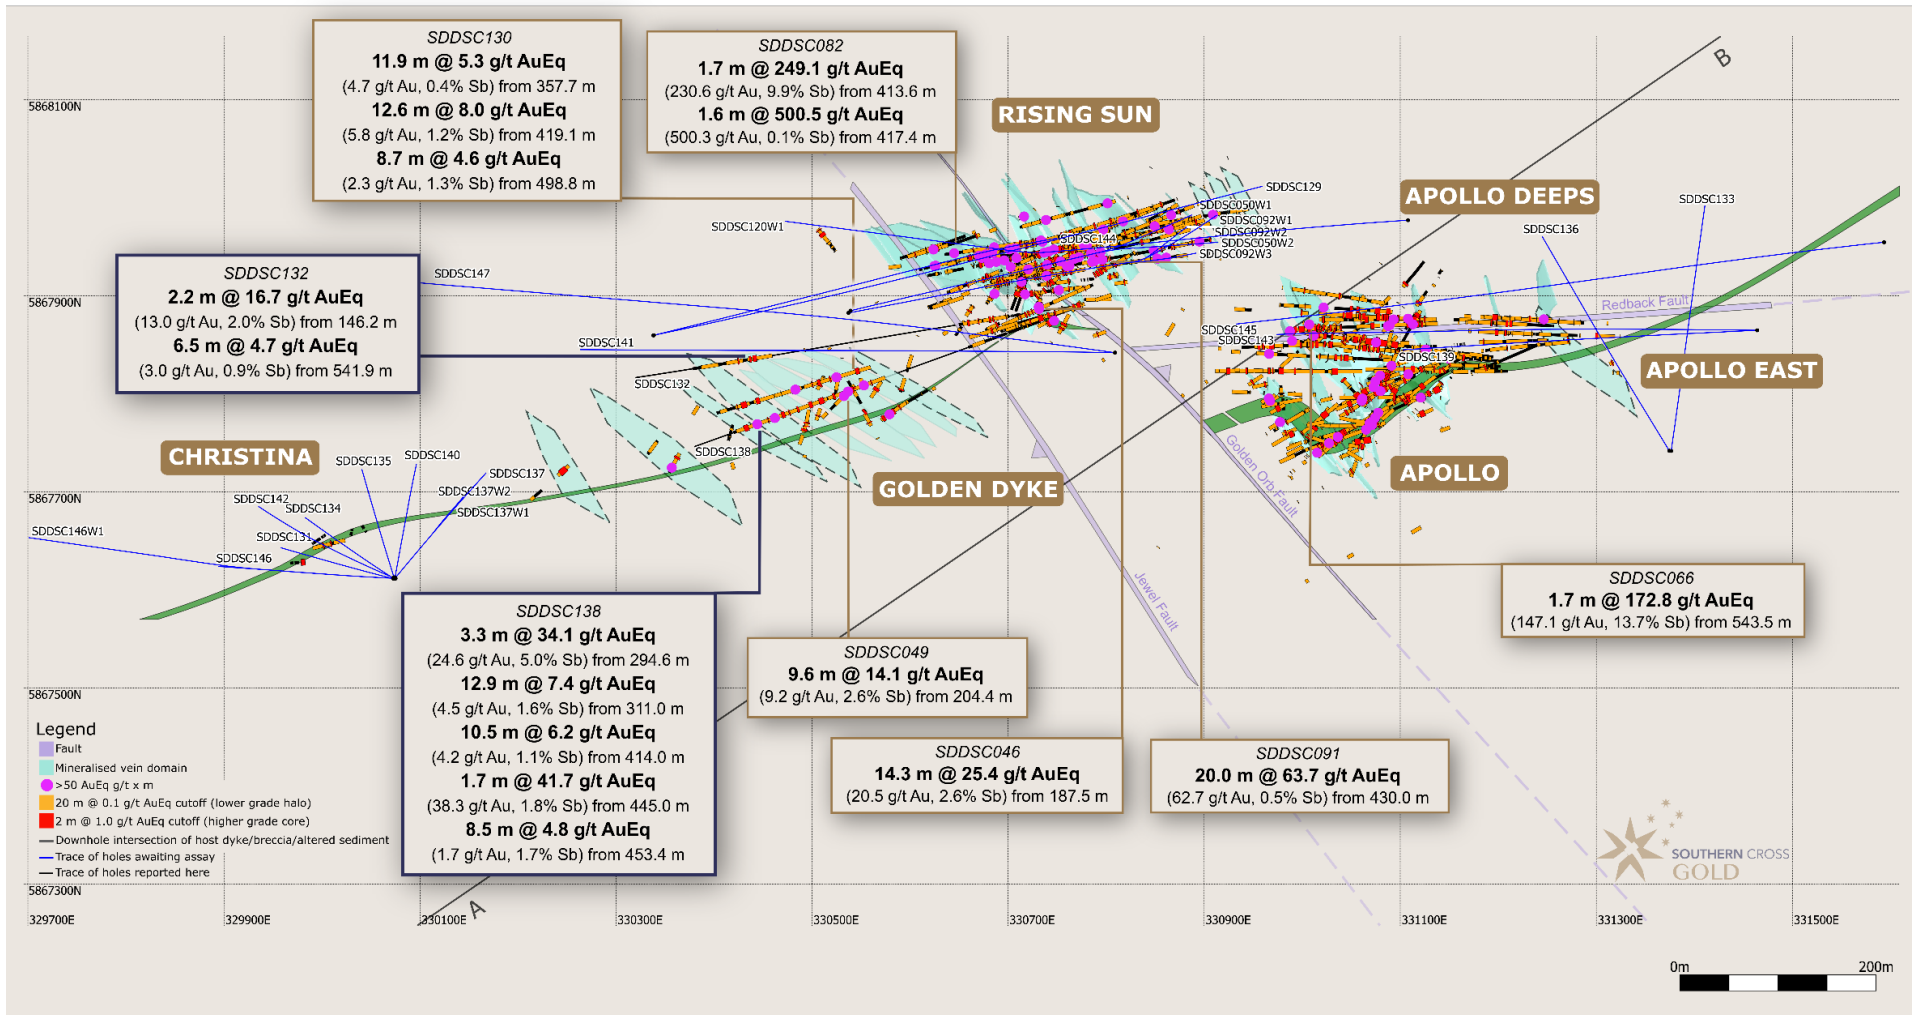 SDDSC130
11.9 m @ 5.3 g/t AuEq
(4.7 g/t Au, 0.4% Sb) from 357.7 m
12.6 m @ 8.0 g/t AuEq
(5.8 g/t Au, 1.2% Sb) from 419.1 m
8.7 m @ 4.6 g/t AuEq
(2.3 g/t Au, 1.3% Sb) from 498.8 m
SDDSC082
1.7 m @ 249.1 g/t AuEq
(230.6 g/t Au, 9.9% Sb) from 413.6 m
1.6 m @ 500.5 g/t AuEq
(500.3 g/t Au, 0.1% Sb) from 417.4 m
B
5868100N
RISING SUN
APOLLO DEEPS
SDDSC129
SDDSC133
SDDSC050W1
SDDSC120W1
SDDSC092W1
SDDSC136
SDDSC092W2
SDDSC144
SDDSC050W2
SDDSC092W3
SDDSC132
2.2 m @ 16.7 g/t AuEq
(13.0 g/t Au, 2.0% Sb) from 146.2 m
6.5 m @ 4.7 g/t AuEq
(3.0 g/t Au, 0.9% Sb) from 541.9 m
SDDSC147
5867900N
Redback Fault
SDDSC145
SDDSC143
SDDSC141
SDDSC139
APOLLO EAST
SDDSC132
CHRISTINA
SDDSC138
Golden Orb Fault
APOLLO
SDDSC135
SDDSC140
SDDSC137
GOLDEN DYKE
5867700N
SDDSC137W2
SDDSC142
SDDSC134
SDDSC137W1
SDDSC146W1
SDDSC131
SDDSC146
Jewel Fault
SDDSC066
1.7 m @ 172.8 g/t AuEq
(147.1 g/t Au, 13.7% Sb) from 543.5 m
SDDSC138
3.3 m @ 34.1 g/t AuEq
(24.6 g/t Au, 5.0% Sb) from 294.6 m
12.9 m @ 7.4 g/t AuEq
(4.5 g/t Au, 1.6% Sb) from 311.0 m
10.5 m @ 6.2 g/t AuEq
(4.2 g/t Au, 1.1% Sb) from 414.0 m
1.7 m @ 41.7 g/t AuEq
(38.3 g/t Au, 1.8% Sb) from 445.0 m
8.5 m @ 4.8 g/t AuEq
(1.7 g/t Au, 1.7% Sb) from 453.4 m
SDDSC049
9.6 m @ 14.1 g/t AuEq
(9.2 g/t Au, 2.6% Sb) from 204.4 m
5867500N
SDDSC046
14.3 m @ 25.4 g/t AuEq
(20.5 g/t Au, 2.6% Sb) from 187.5 m
SDDSC091
20.0 m @ 63.7 g/t AuEq
(62.7 g/t Au, 0.5% Sb) from 430.0 m
Legend
Fault
Mineralised vein domain
>50 AuEq g/t x m
20 m @ 0.1 g/t AuEq cutoff (lower grade halo)
2 m @ 1.0 g/t AuEq cutoff (higher grade core)
Downhole intersection of host dyke/breccia/altered sediment
Trace of holes awaiting assay
Trace of holes reported here
SOUTHERN CROSS
GOLD
5867300N
A
329700E
329900E
330100E
330300E
330500E
330700E
330900E
331100E
331300E
331500E
0m
200m